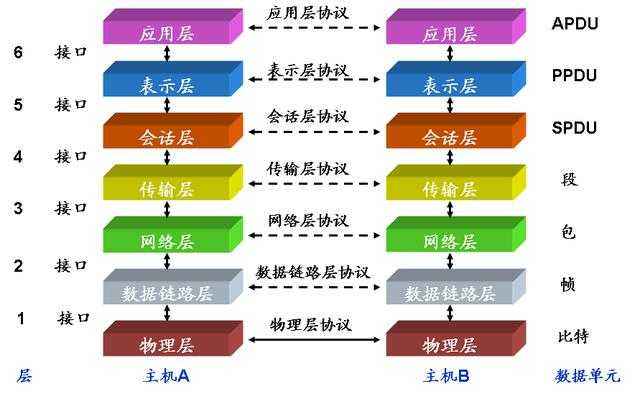 应用层 应用层协议 应用层 APDU
6 接口
表示层 表示层协议 表示层 PPDU
5 接口
会话层 会话层协议 会话层 SPDU
4 接口
传输层 传输层协议 传输层 段
3 接口
网络层 网络层协议 网络层 包
2 接口
数据链路层 数据链路层协议 数据链路层 帧
1 接口
物理层 物理层协议 物理层 比特
层 主机A 主机B 数据单元